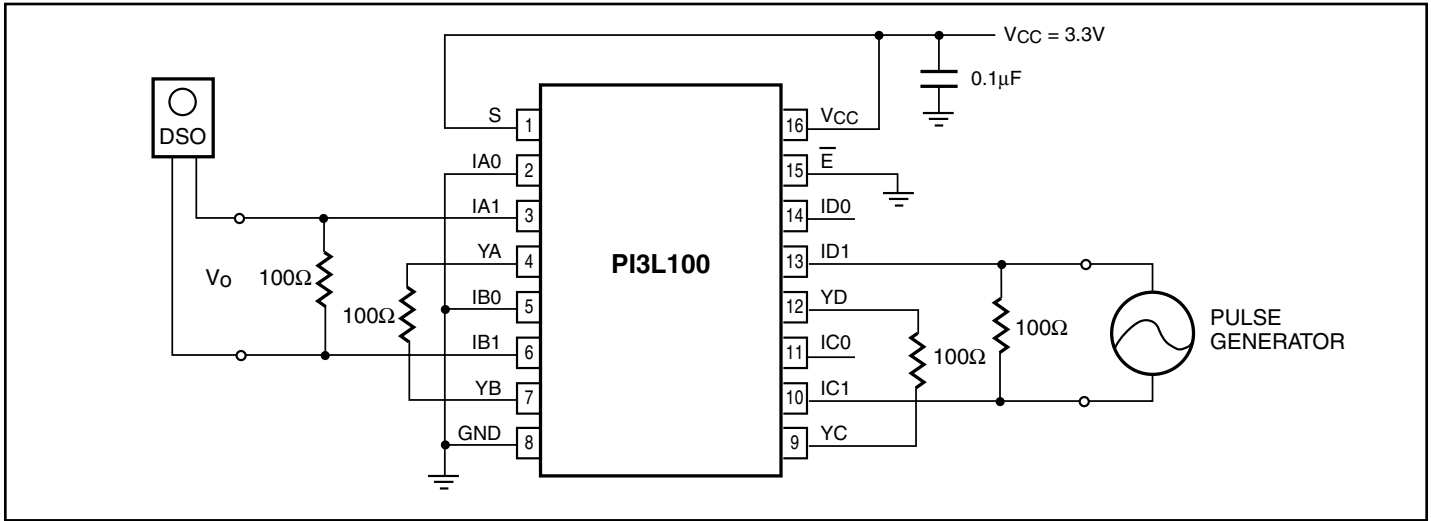 VCC = 3.3V
0.1µF
DSO
S
1
16
VCC
IA0
2
15
E
IA1
3
14
ID0
VO
100Ω
YA
4
PI3L100
13
ID1
100Ω
IB0
5
12
YD
100Ω
PULSE
GENERATOR
IB1
6
11
IC0
100Ω
YB
7
10
IC1
GND
8
9
YC